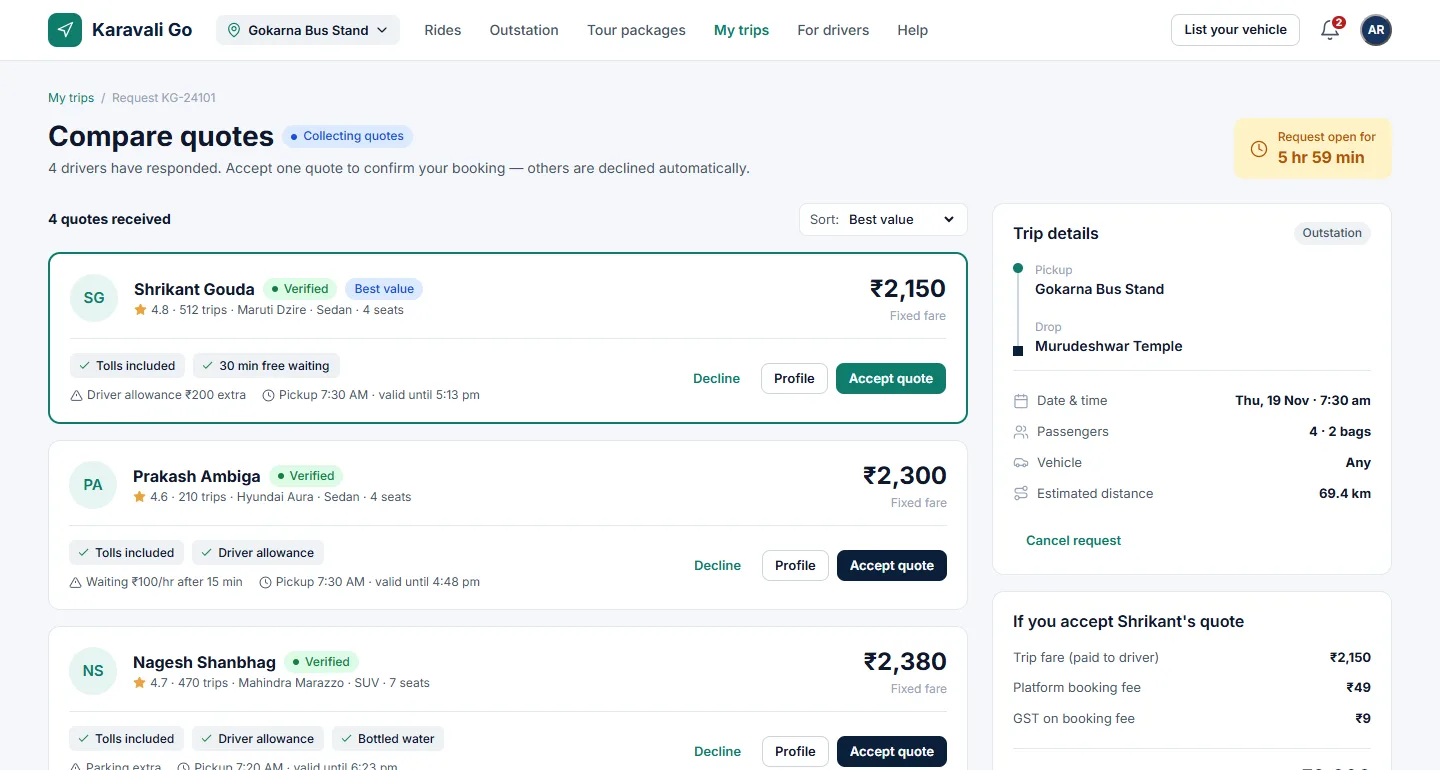 Karavali Go
Gokarna Bus Stand
Rides
Outstation
Tour packages
My trips
For drivers
Help
List your vehicle
2
AR
My trips / Request KG-24101
Compare quotes
Collecting quotes
4 drivers have responded. Accept one quote to confirm your booking — others are declined automatically.
Request open for
5 hr 59 min
4 quotes received
Sort: Best value
SG
Shrikant Gouda
Verified
Best value
4.8 · 512 trips · Maruti Dzire · Sedan · 4 seats
₹2,150
Fixed fare
Tolls included
30 min free waiting
Driver allowance ₹200 extra
Pickup 7:30 AM · valid until 5:13 pm
Decline
Profile
Accept quote
PA
Prakash Ambiga
Verified
4.6 · 210 trips · Hyundai Aura · Sedan · 4 seats
₹2,300
Fixed fare
Tolls included
Driver allowance
Waiting ₹100/hr after 15 min
Pickup 7:30 AM · valid until 4:48 pm
Decline
Profile
Accept quote
NS
Nagesh Shanbhag
Verified
4.7 · 470 trips · Mahindra Marazzo · SUV · 7 seats
₹2,380
Fixed fare
Tolls included
Driver allowance
Bottled water
Parking extra
Pickup 7:20 AM · valid until 6:23 pm
Decline
Profile
Accept quote
Trip details
Outstation
Pickup
Gokarna Bus Stand
Drop
Murudeshwar Temple
Date & time
Thu, 19 Nov · 7:30 am
Passengers
4 · 2 bags
Vehicle
Any
Estimated distance
69.4 km
Cancel request
If you accept Shrikant's quote
Trip fare (paid to driver)
₹2,150
Platform booking fee
₹49
GST on booking fee
₹9